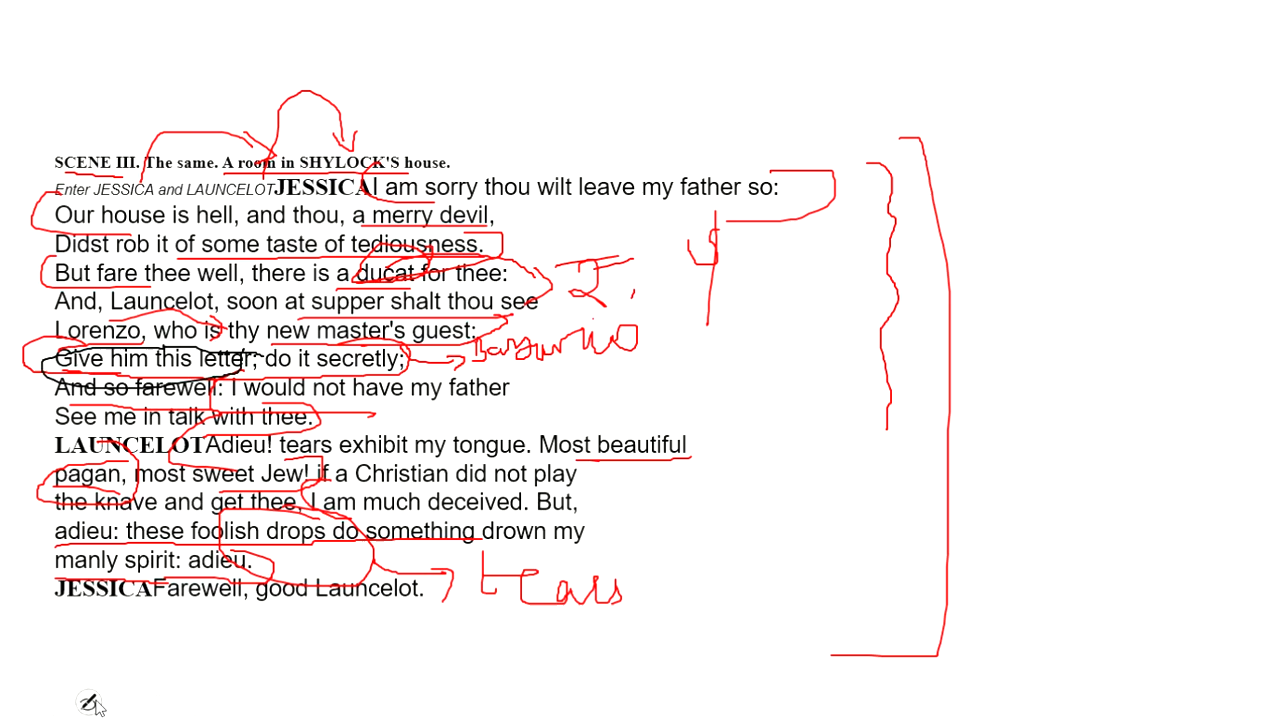 SCENE III. The same. A room in SHYLOCK'S house.
Enter JESSICA and LAUNCELOTJESSICAI am sorry thou wilt leave my father so:
Our house is hell, and thou, a merry devil,
Didst rob it of some taste of tediousness.
But fare thee well, there is a ducat for thee:
And, Launcelot, soon at supper shalt thou see
Lorenzo, who is thy new master's guest:
Give him this letter; do it secretly;
And so farewell: I would not have my father
See me in talk with thee.
LAUNCELOTAdieu! tears exhibit my tongue. Most beautiful
pagan, most sweet Jew! if a Christian did not play
the knave and get thee, I am much deceived. But,
adieu: these foolish drops do something drown my
manly spirit: adieu.
JESSICAFarewell, good Launcelot.
tears